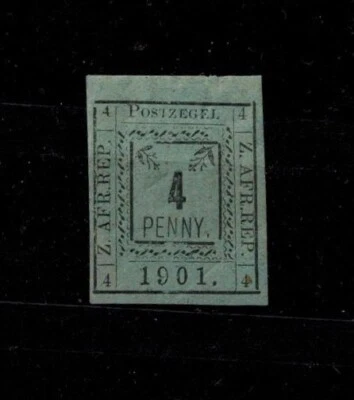 4 POSTZEGEL 4
Z. AFR. REP.
Z. AFR. REP.
4
PENNY.
4 1901. 4